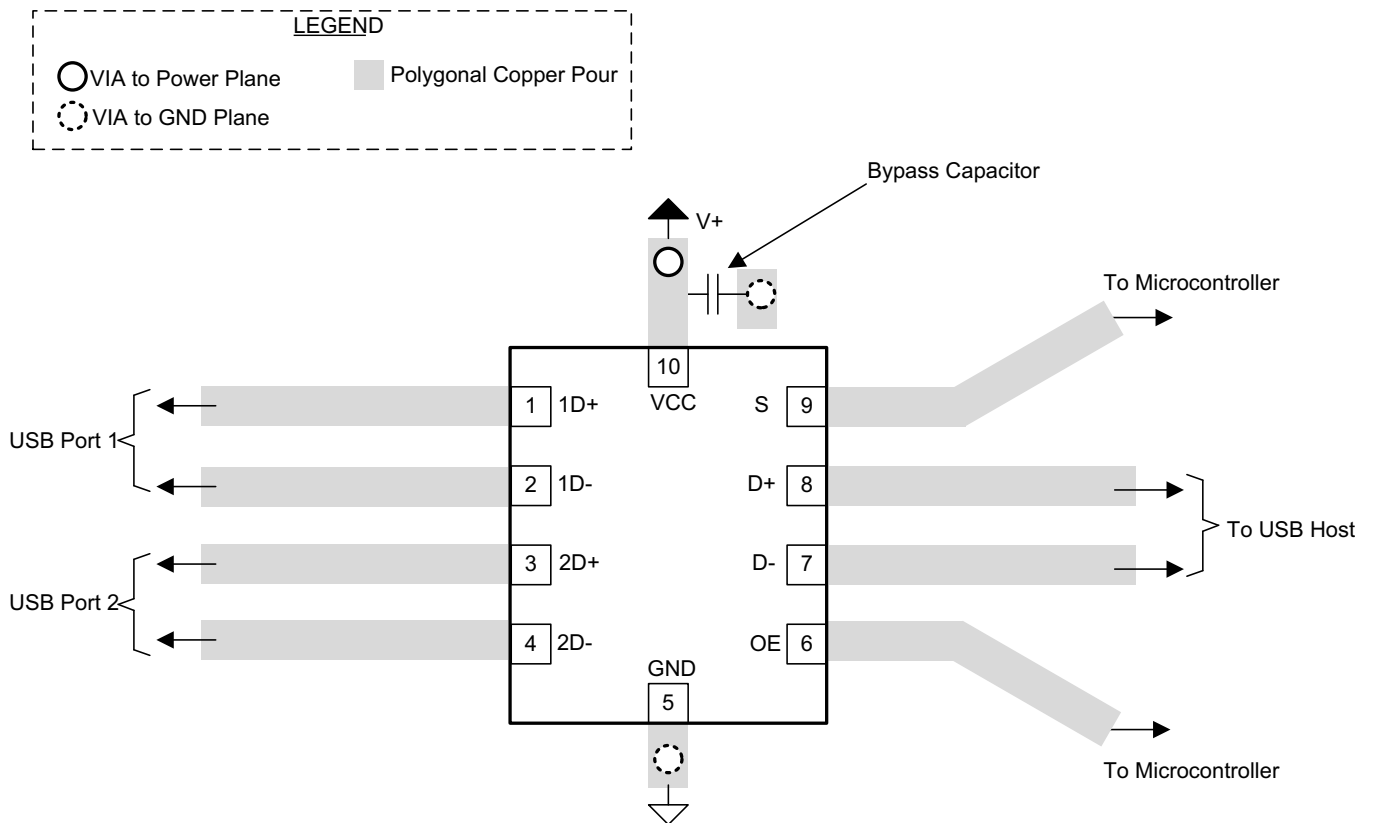 LEGEND
VIA to Power Plane
Polygonal Copper Pour
VIA to GND Plane
Bypass Capacitor
V+
To Microcontroller
10
VCC
1
1D+
S
9
USB Port 1
2
1D-
D+
8
To USB Host
3
2D+
D-
7
USB Port 2
4
2D-
OE
6
GND
5
To Microcontroller